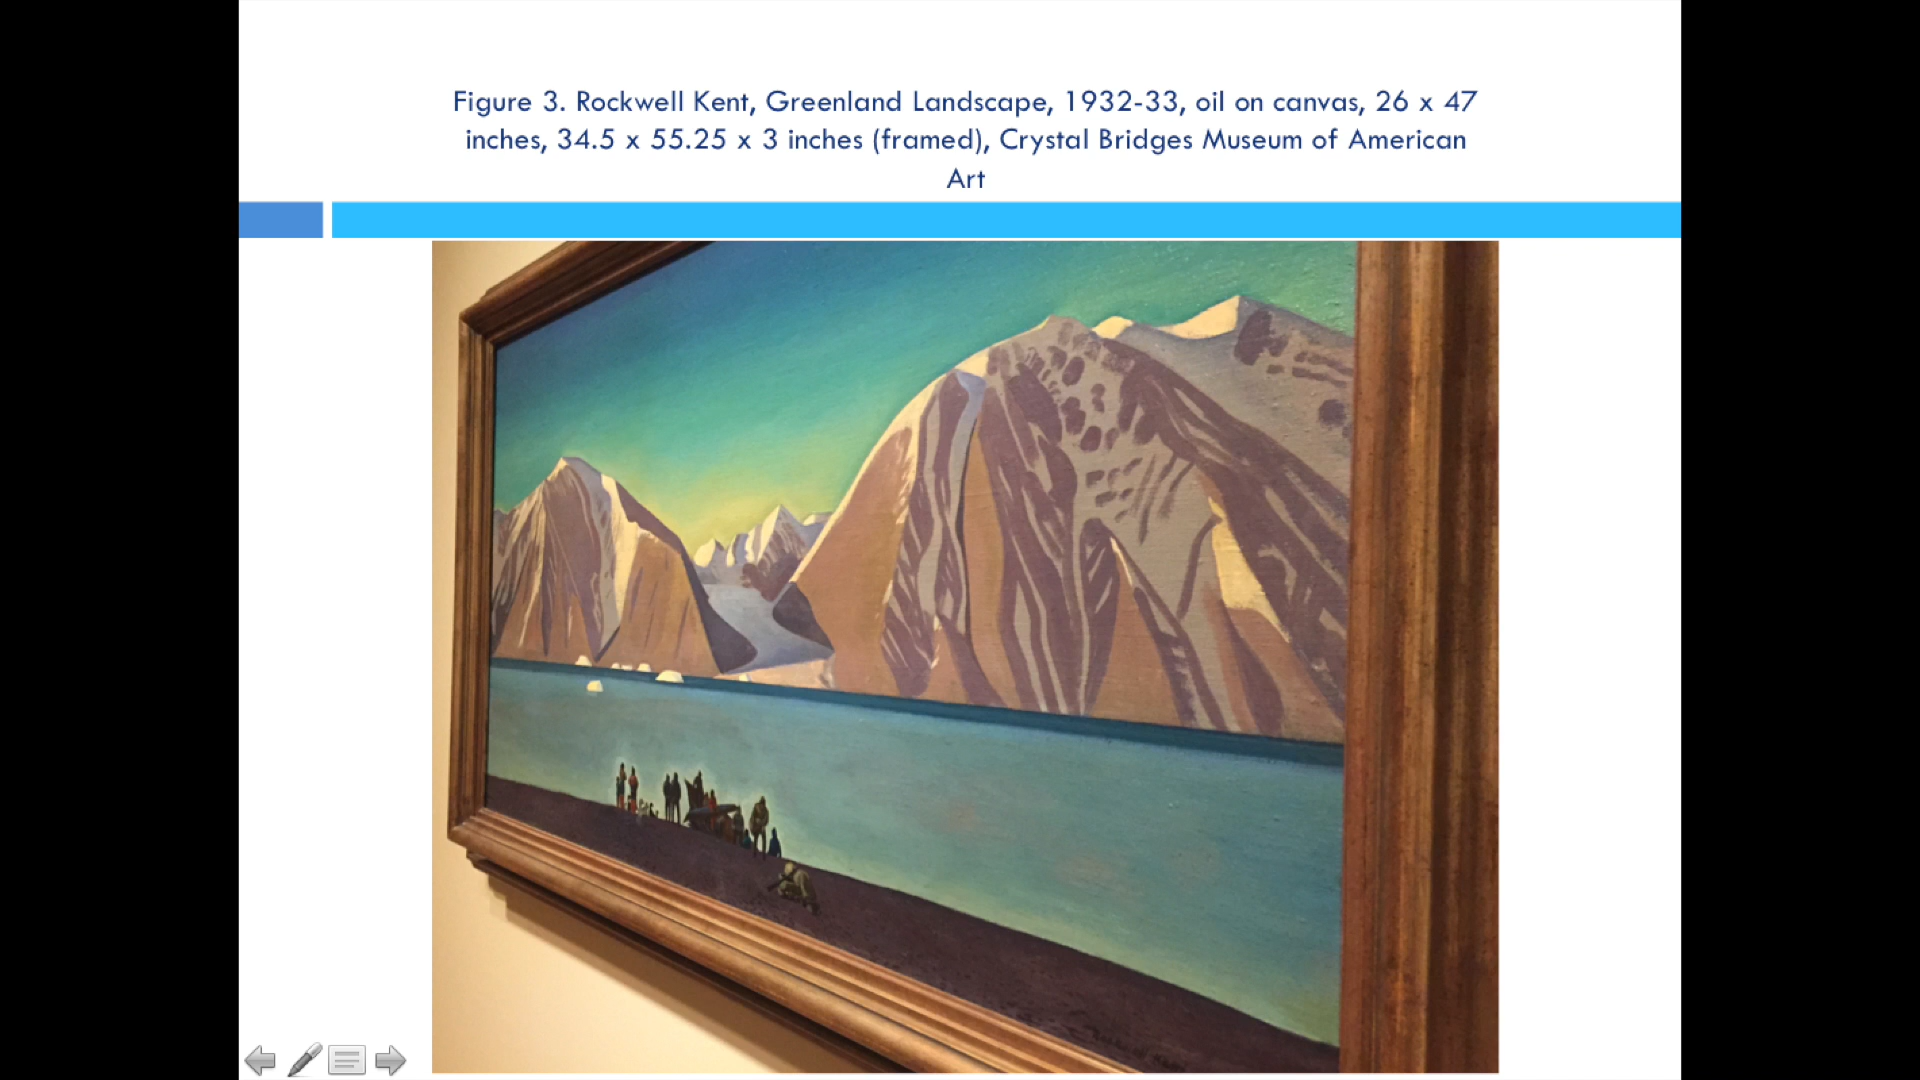 Figure 3. Rockwell Kent, Greenland Landscape, 1932-33, oil on canvas, 26 x 47
inches, 34.5 x 55.25 x 3 inches (framed), Crystal Bridges Museum of American
Art